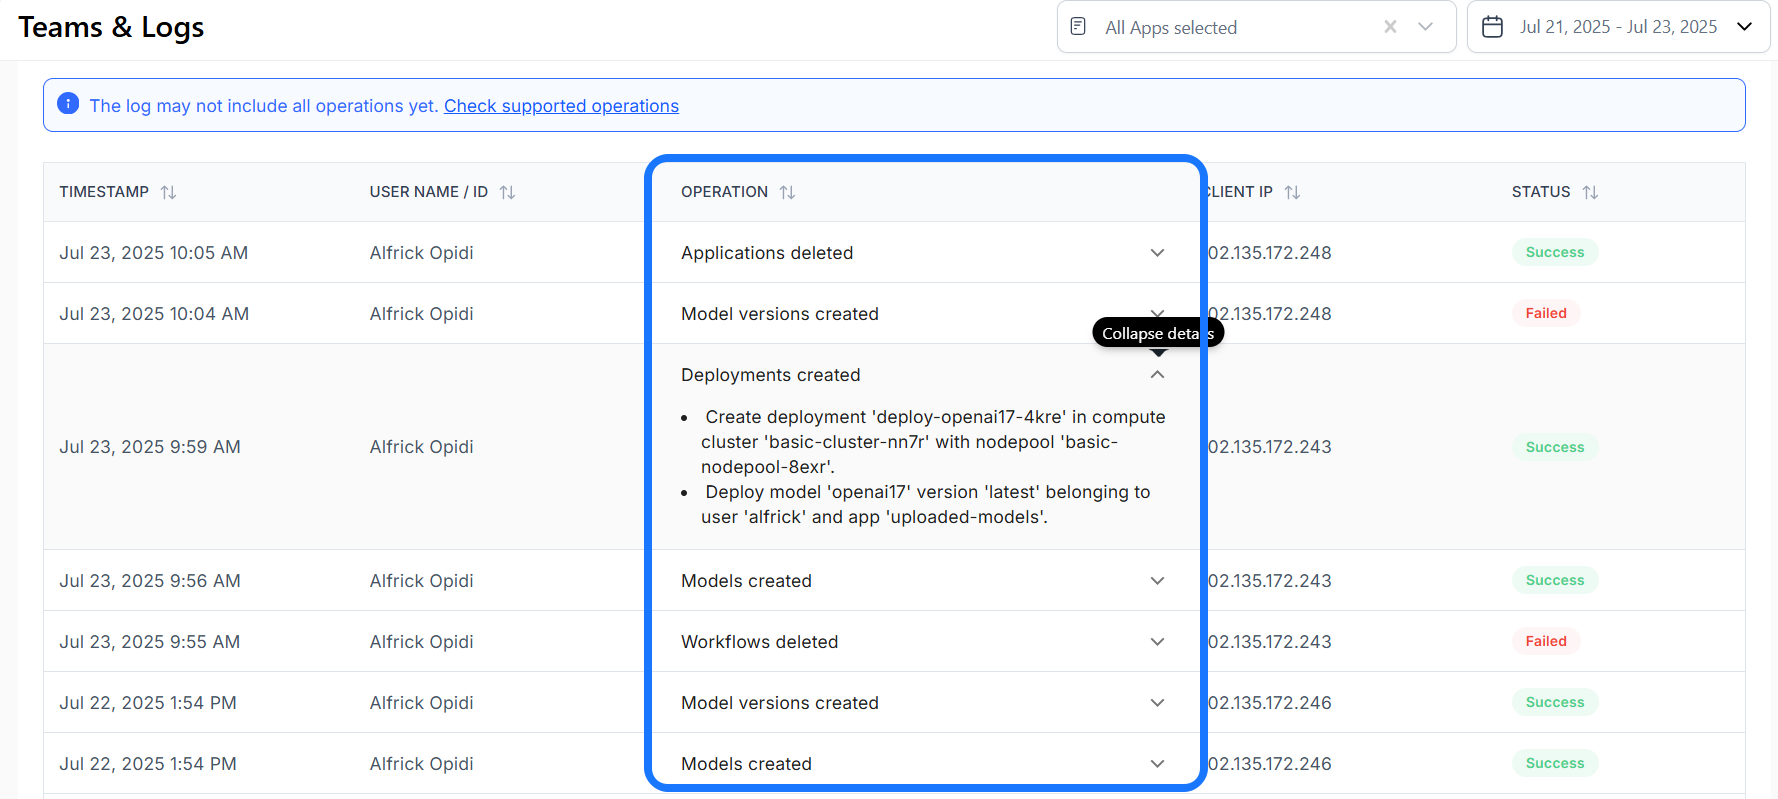 Teams & Logs
All Apps selected
Jul 21, 2025 - Jul 23, 2025
The log may not include all operations yet. Check supported operations
TIMESTAMP USER NAME / ID OPERATION CLIENT IP STATUS
Jul 23, 2025 10:05 AM Alfrick Opidi Applications deleted 02.135.172.248 Success
Jul 23, 2025 10:04 AM Alfrick Opidi Model versions created 02.135.172.248 Failed
Collapse details
Deployments created
• Create deployment 'deploy-openai17-4kre' in compute
cluster 'basic-cluster-nn7r' with nodepool 'basic-
Jul 23, 2025 9:59 AM Alfrick Opidi 02.135.172.243 Success
nodepool-8exr'.
• Deploy model 'openai17' version 'latest' belonging to
user 'alfrick' and app 'uploaded-models'.
Jul 23, 2025 9:56 AM Alfrick Opidi Models created 02.135.172.243 Success
Jul 23, 2025 9:55 AM Alfrick Opidi Workflows deleted 02.135.172.243 Failed
Jul 22, 2025 1:54 PM Alfrick Opidi Model versions created 02.135.172.246 Success
Jul 22, 2025 1:54 PM Alfrick Opidi Models created 02.135.172.246 Success